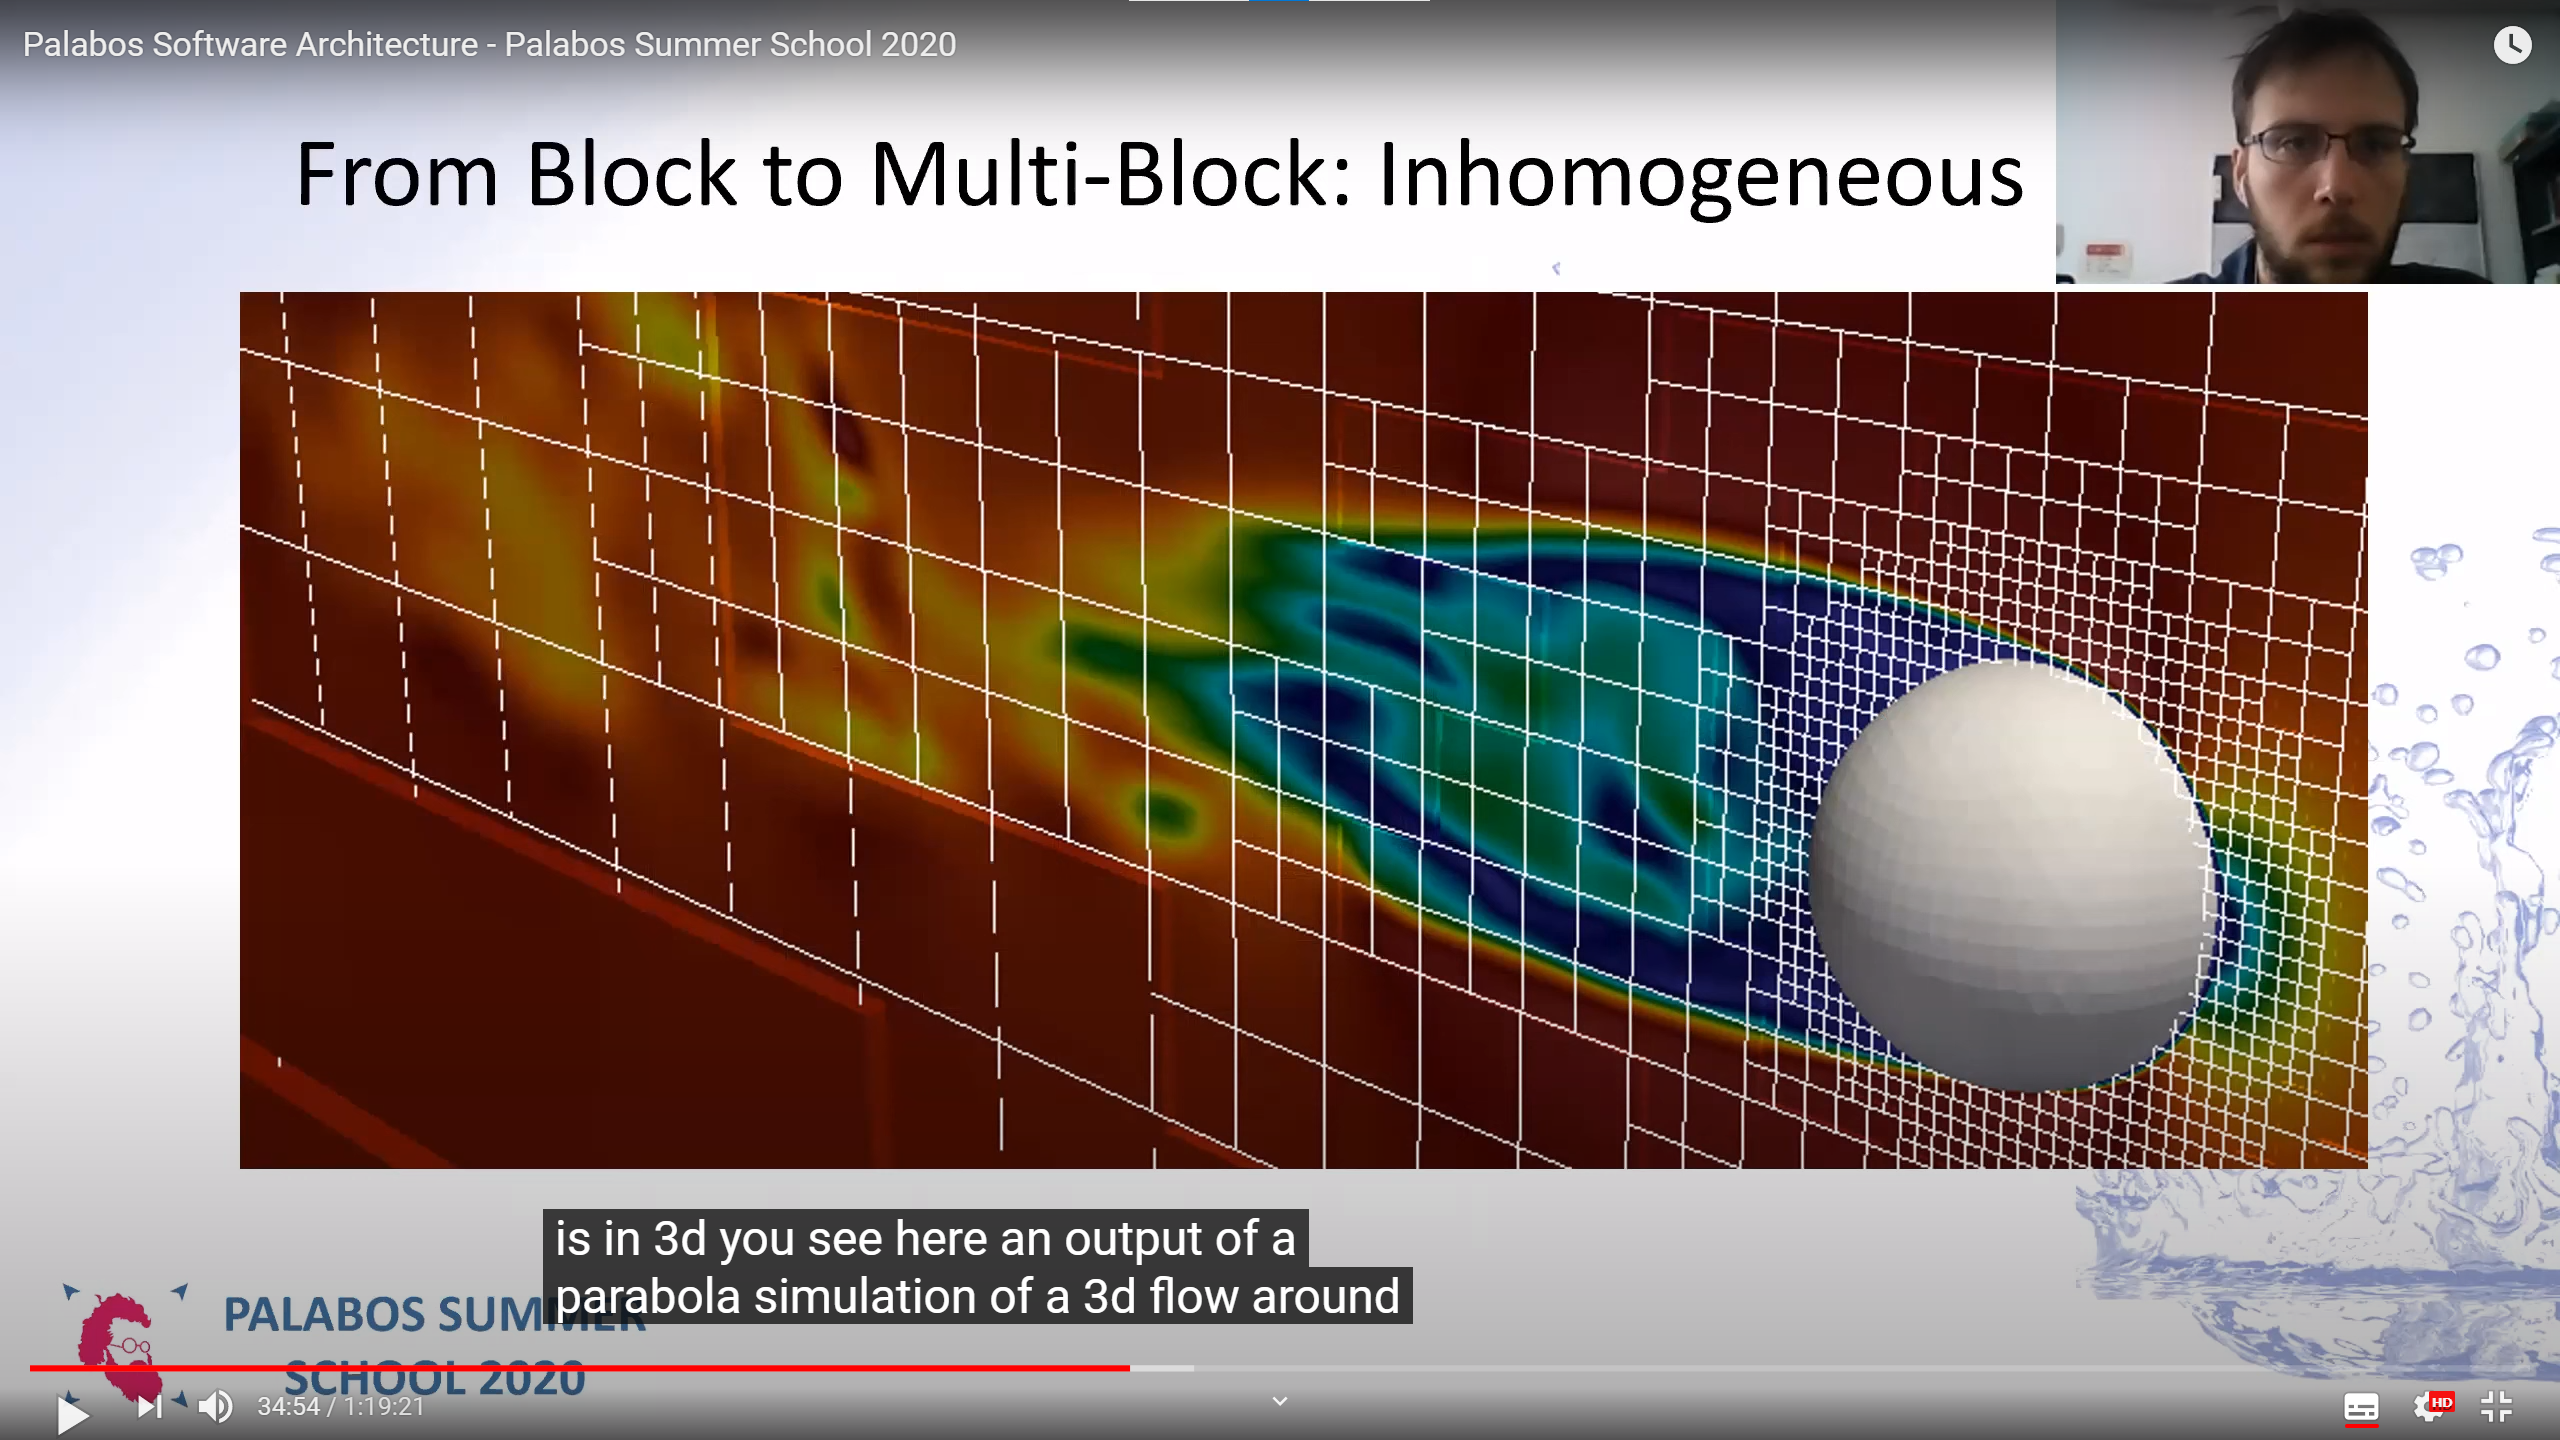 Palabos Software Architecture - Palabos Summer School 2020
From Block to Multi-Block: Inhomogeneous
is in 3d you see here an output of a
parabola simulation of a 3d flow around
PALABOS SUMMER
SCHOOL 2020
34:54 / 1:19:21
HD